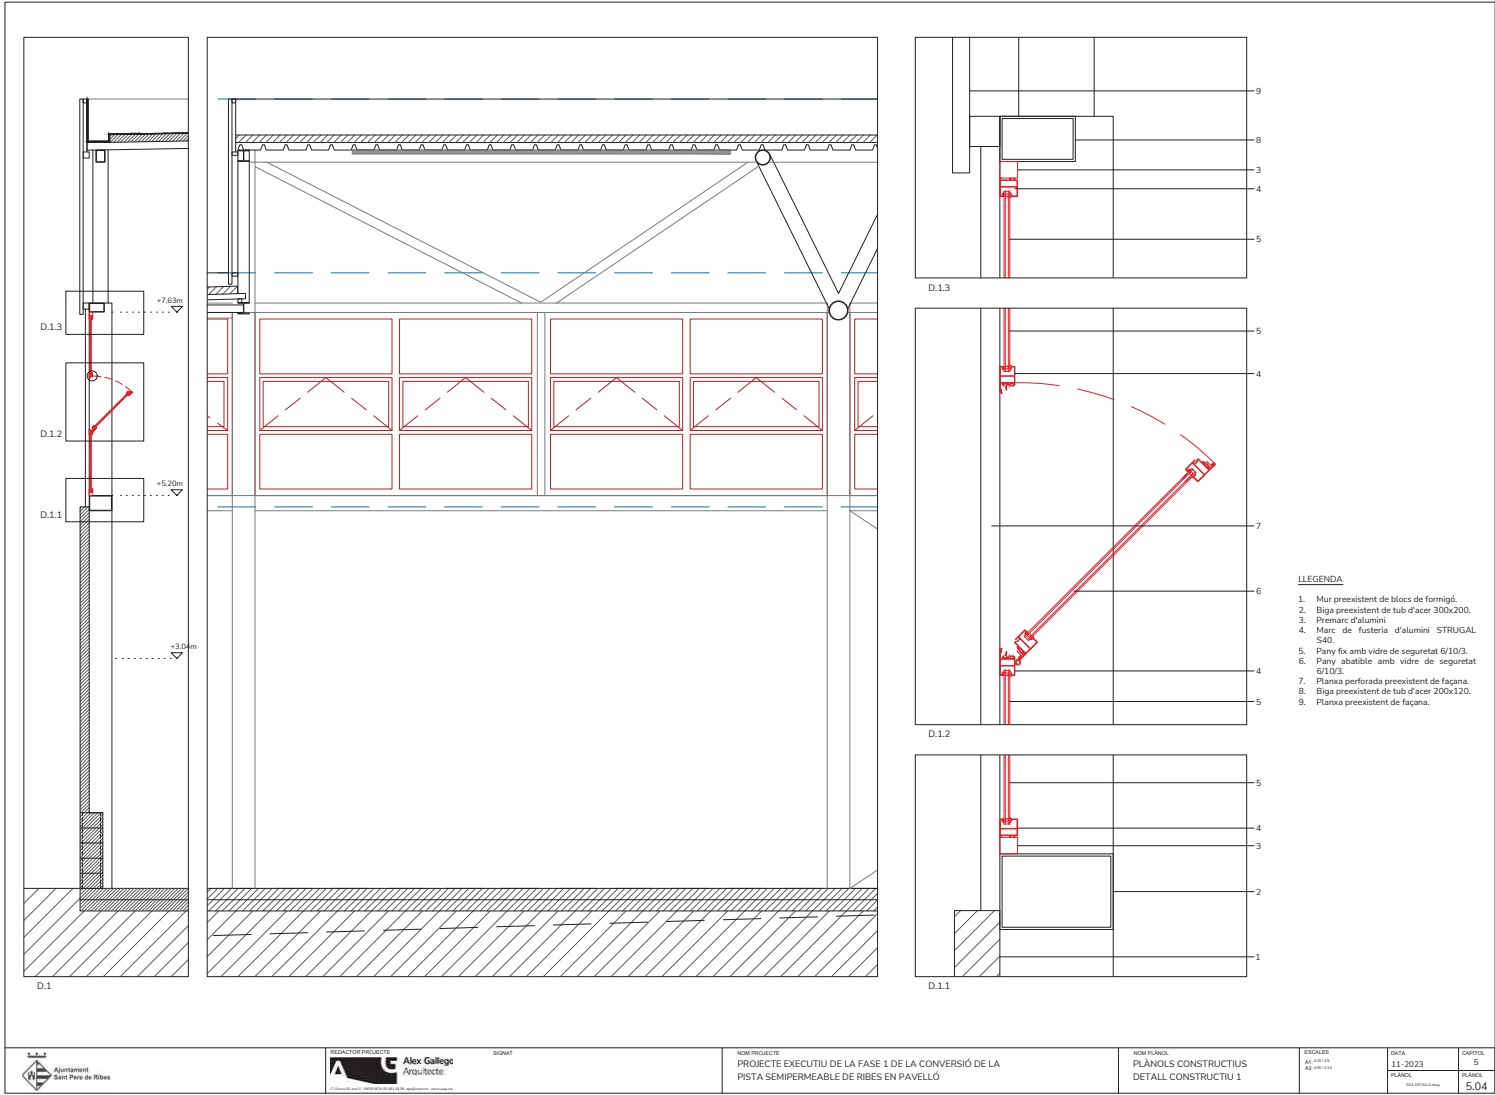 +7,63m
D.1.3
D.1.2
+5,20m
D.1.1
+3,04m
D.1
9
8
3
4
5
D.1.3
5
4
7
6
4
5
D.1.2
5
4
3
2
1
D.1.1
LLEGENDA
1. Mur preexistent de blocs de formigó.
2. Biga preexistent de tub d'acer 300x200.
3. Premarc d'alumini
4. Marc de fusteria d'alumini STRUGAL
S40.
5. Pany fix amb vidre de seguretat 6/10/3.
6. Pany abatible amb vidre de seguretat
6/10/3.
7. Planxa perforada preexistent de façana.
8. Biga preexistent de tub d'acer 200x120.
9. Planxa preexistent de façana.
Ajuntament
Sant Pere de Ribes
REDACTOR PROJECTE
A G
Alex Gallego
Arquitecte
SIGNAT
NOM PROJECTE
PROJECTE EXECUTIU DE LA FASE 1 DE LA CONVERSIÓ DE LA
PISTA SEMIPERMEABLE DE RIBES EN PAVELLÓ
NOM PLÀNOL
PLÀNOLS CONSTRUCTIUS
DETALL CONSTRUCTIU 1
ESCALES
A1:
A3:
DATA
11-2023
PLÀNOL
CAPÍTOL
5
PLÀNOL
5.04